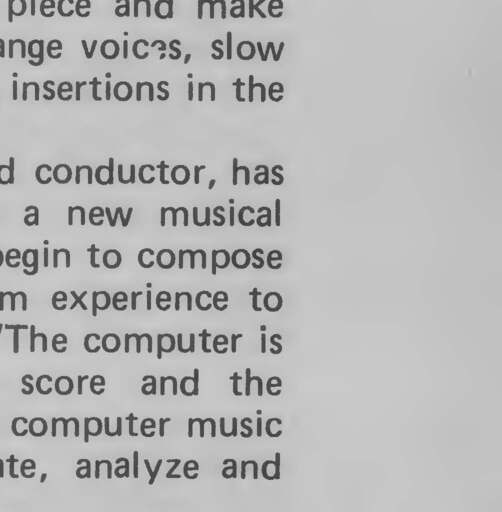 piece and make
ange voices, slow
insertions in the
d conductor, has
a new musical
begin to compose
m experience to
"The computer is
score and the
computer music
ate, analyze and